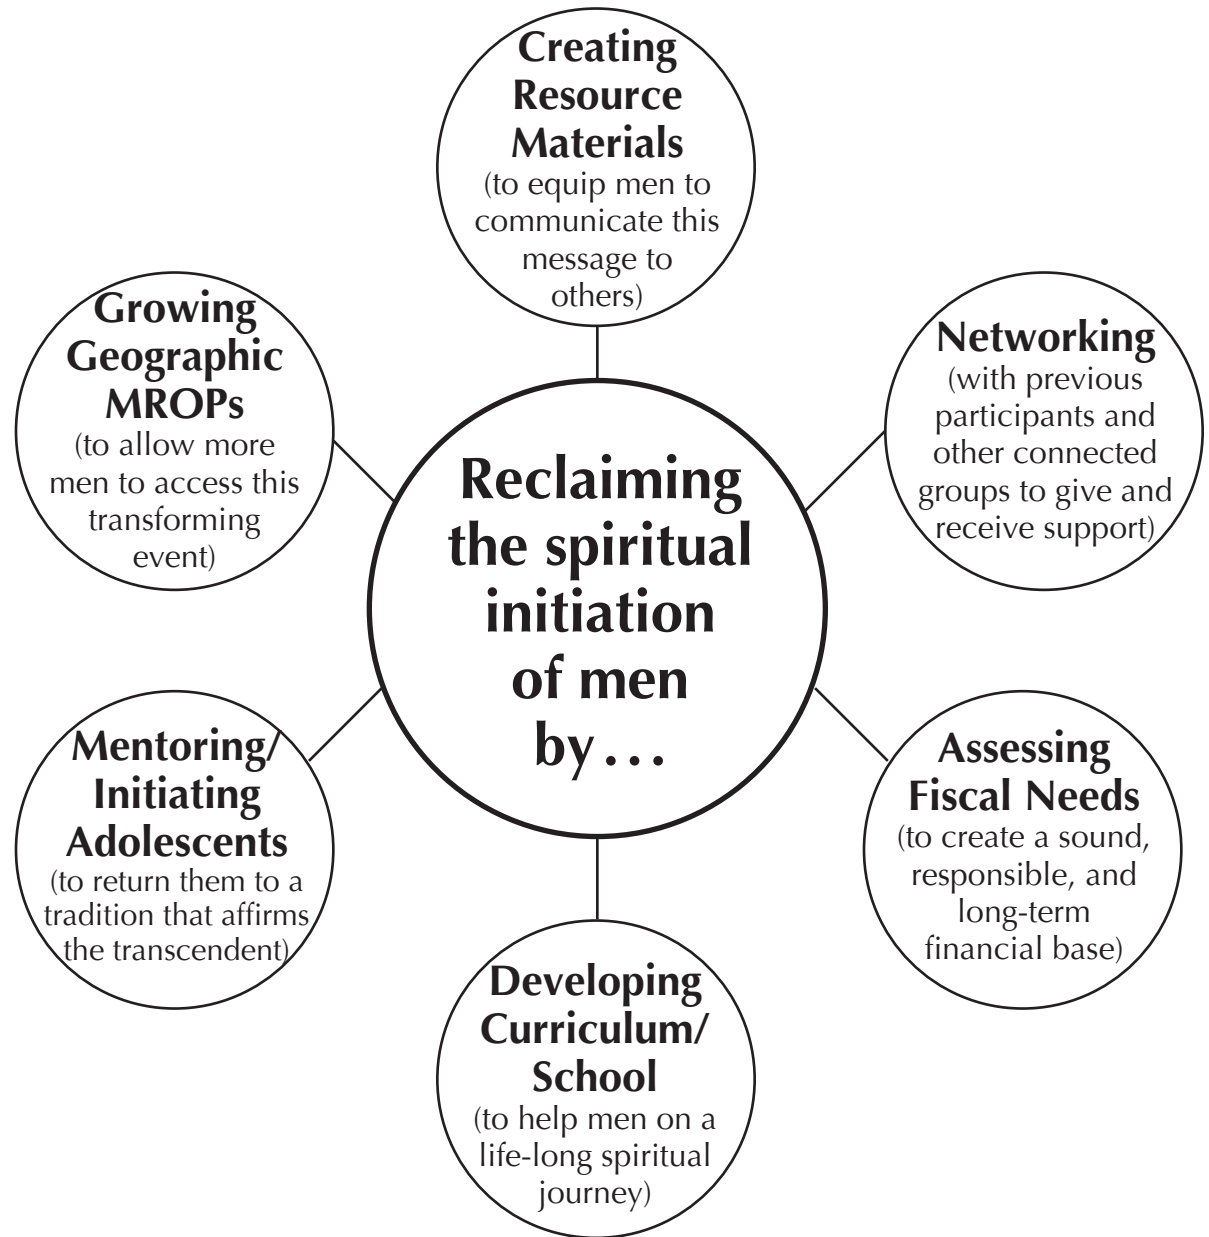 Creating
Resource
Materials
(to equip men to
communicate this
message to
others)
Growing
Geographic
MROPs
(to allow more
men to access this
transforming
event)
Networking
(with previous
participants and
other connected
groups to give and
receive support)
Reclaiming
the spiritual
initiation
of men
by…
Mentoring/
Initiating
Adolescents
(to return them to a
tradition that affirms
the transcendent)
Assessing
Fiscal Needs
(to create a sound,
responsible, and
long-term
financial base)
Developing
Curriculum/
School
(to help men on a
life-long spiritual
journey)